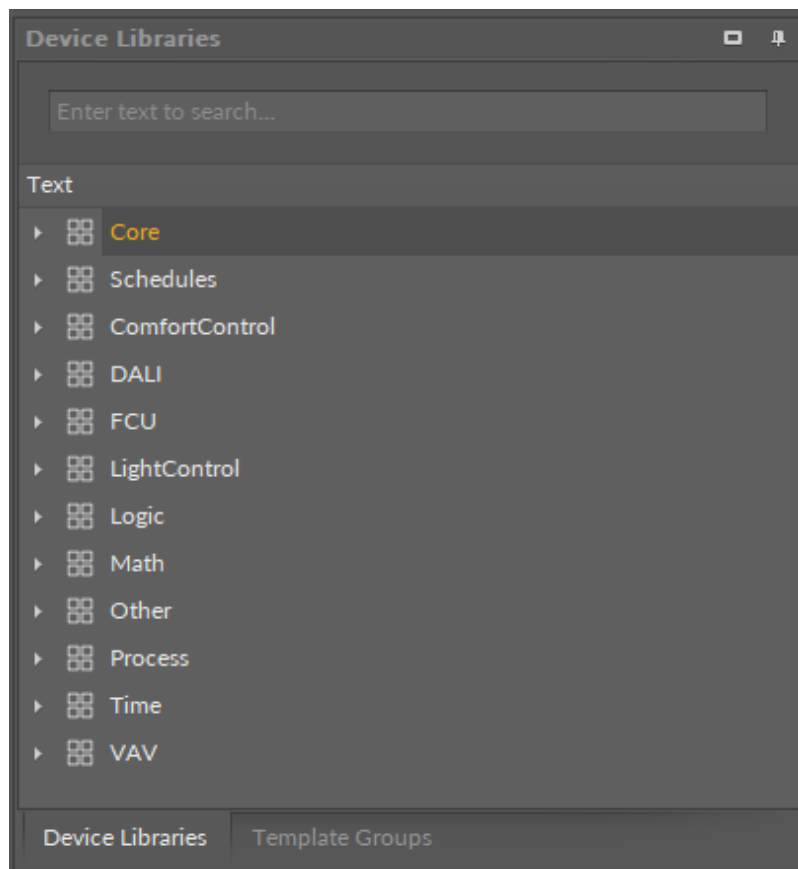 Device Libraries
Enter text to search...
Text
Core
Schedules
ComfortControl
DALI
FCU
LightControl
Logic
Math
Other
Process
Time
VAV
Device Libraries Template Groups